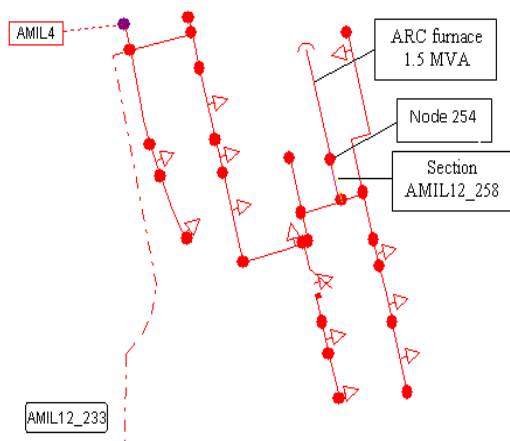 AMIL4
ARC furnace
1.5 MVA
Node 254
Section
AMIL12_258
AMIL12_233